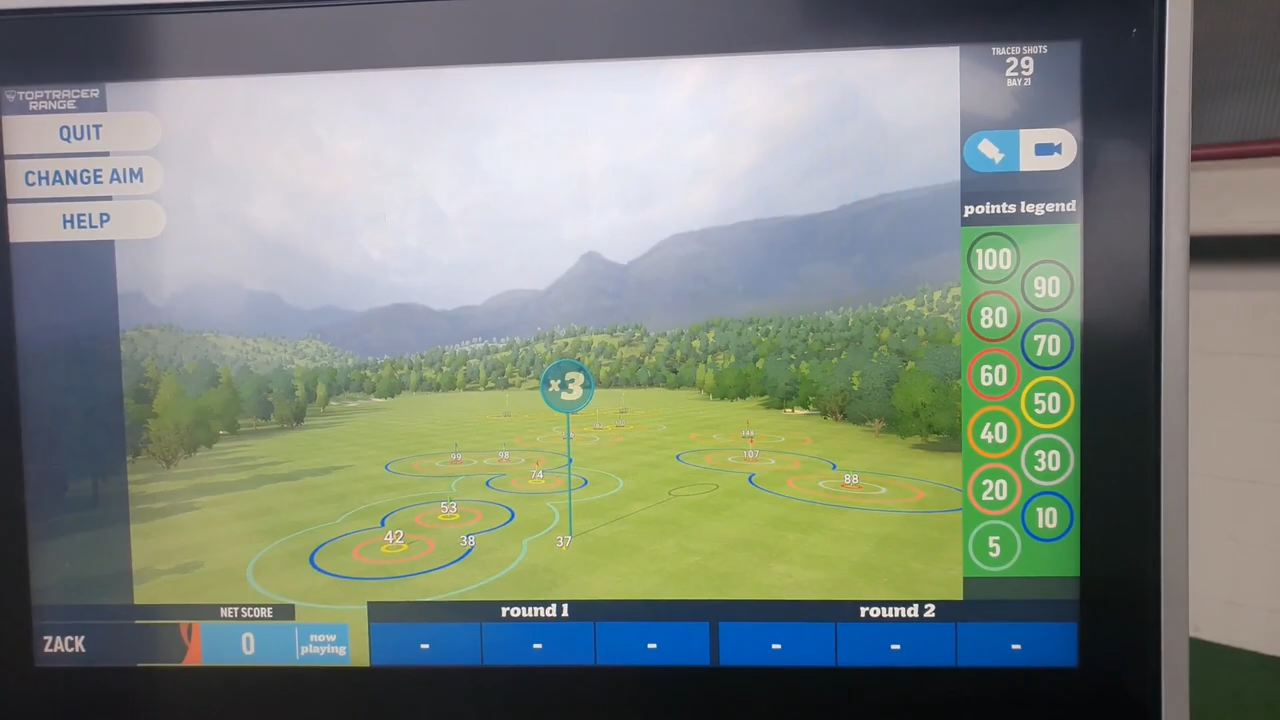 TOPTRACER
RANGE
QUIT
CHANGE AIM
HELP
TRACED SHOTS
29
BAY 21
points legend
100
90
80
70
60
50
40
30
20
10
5
x3
148
99
98
107
74
88
53
42
38
37
NET SCORE
round 1
round 2
ZACK
0
now
playing
- - - - - -